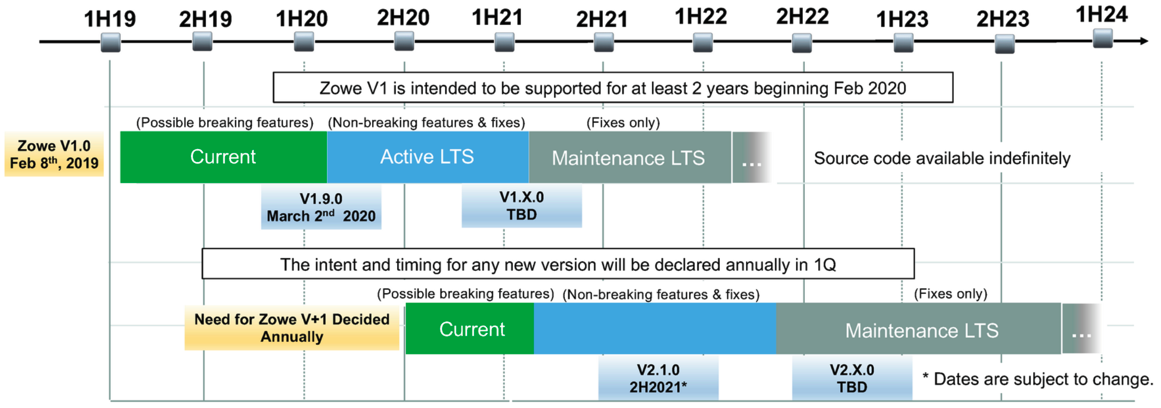 1H19 2H19 1H20 2H20 1H21 2H21 1H22 2H22 1H23 2H23 1H24
Zowe V1 is intended to be supported for at least 2 years beginning Feb 2020
(Possible breaking features) (Non-breaking features & fixes) (Fixes only)
Zowe V1.0
Feb 8th, 2019
Current Active LTS Maintenance LTS ...
Source code available indefinitely
V1.9.0
March 2nd 2020
V1.X.0
TBD
The intent and timing for any new version will be declared annually in 1Q
(Possible breaking features) (Non-breaking features & fixes) (Fixes only)
Need for Zowe V+1 Decided
Annually
Current Maintenance LTS ...
V2.1.0
2H2021*
V2.X.0
TBD
* Dates are subject to change.